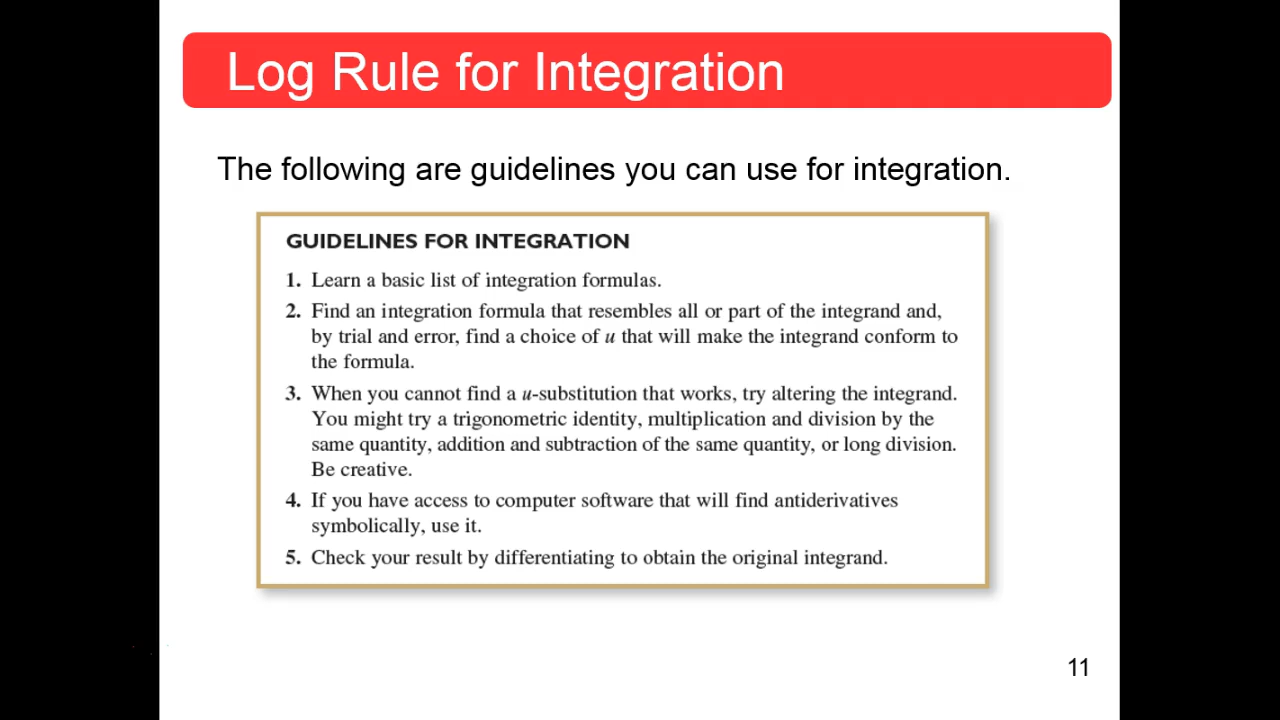 Log Rule for Integration
The following are guidelines you can use for integration.
GUIDELINES FOR INTEGRATION
1. Learn a basic list of integration formulas.
2. Find an integration formula that resembles all or part of the integrand and,
by trial and error, find a choice of u that will make the integrand conform to
the formula.
3. When you cannot find a u-substitution that works, try altering the integrand.
You might try a trigonometric identity, multiplication and division by the
same quantity, addition and subtraction of the same quantity, or long division.
Be creative.
4. If you have access to computer software that will find antiderivatives
symbolically, use it.
5. Check your result by differentiating to obtain the original integrand.
11